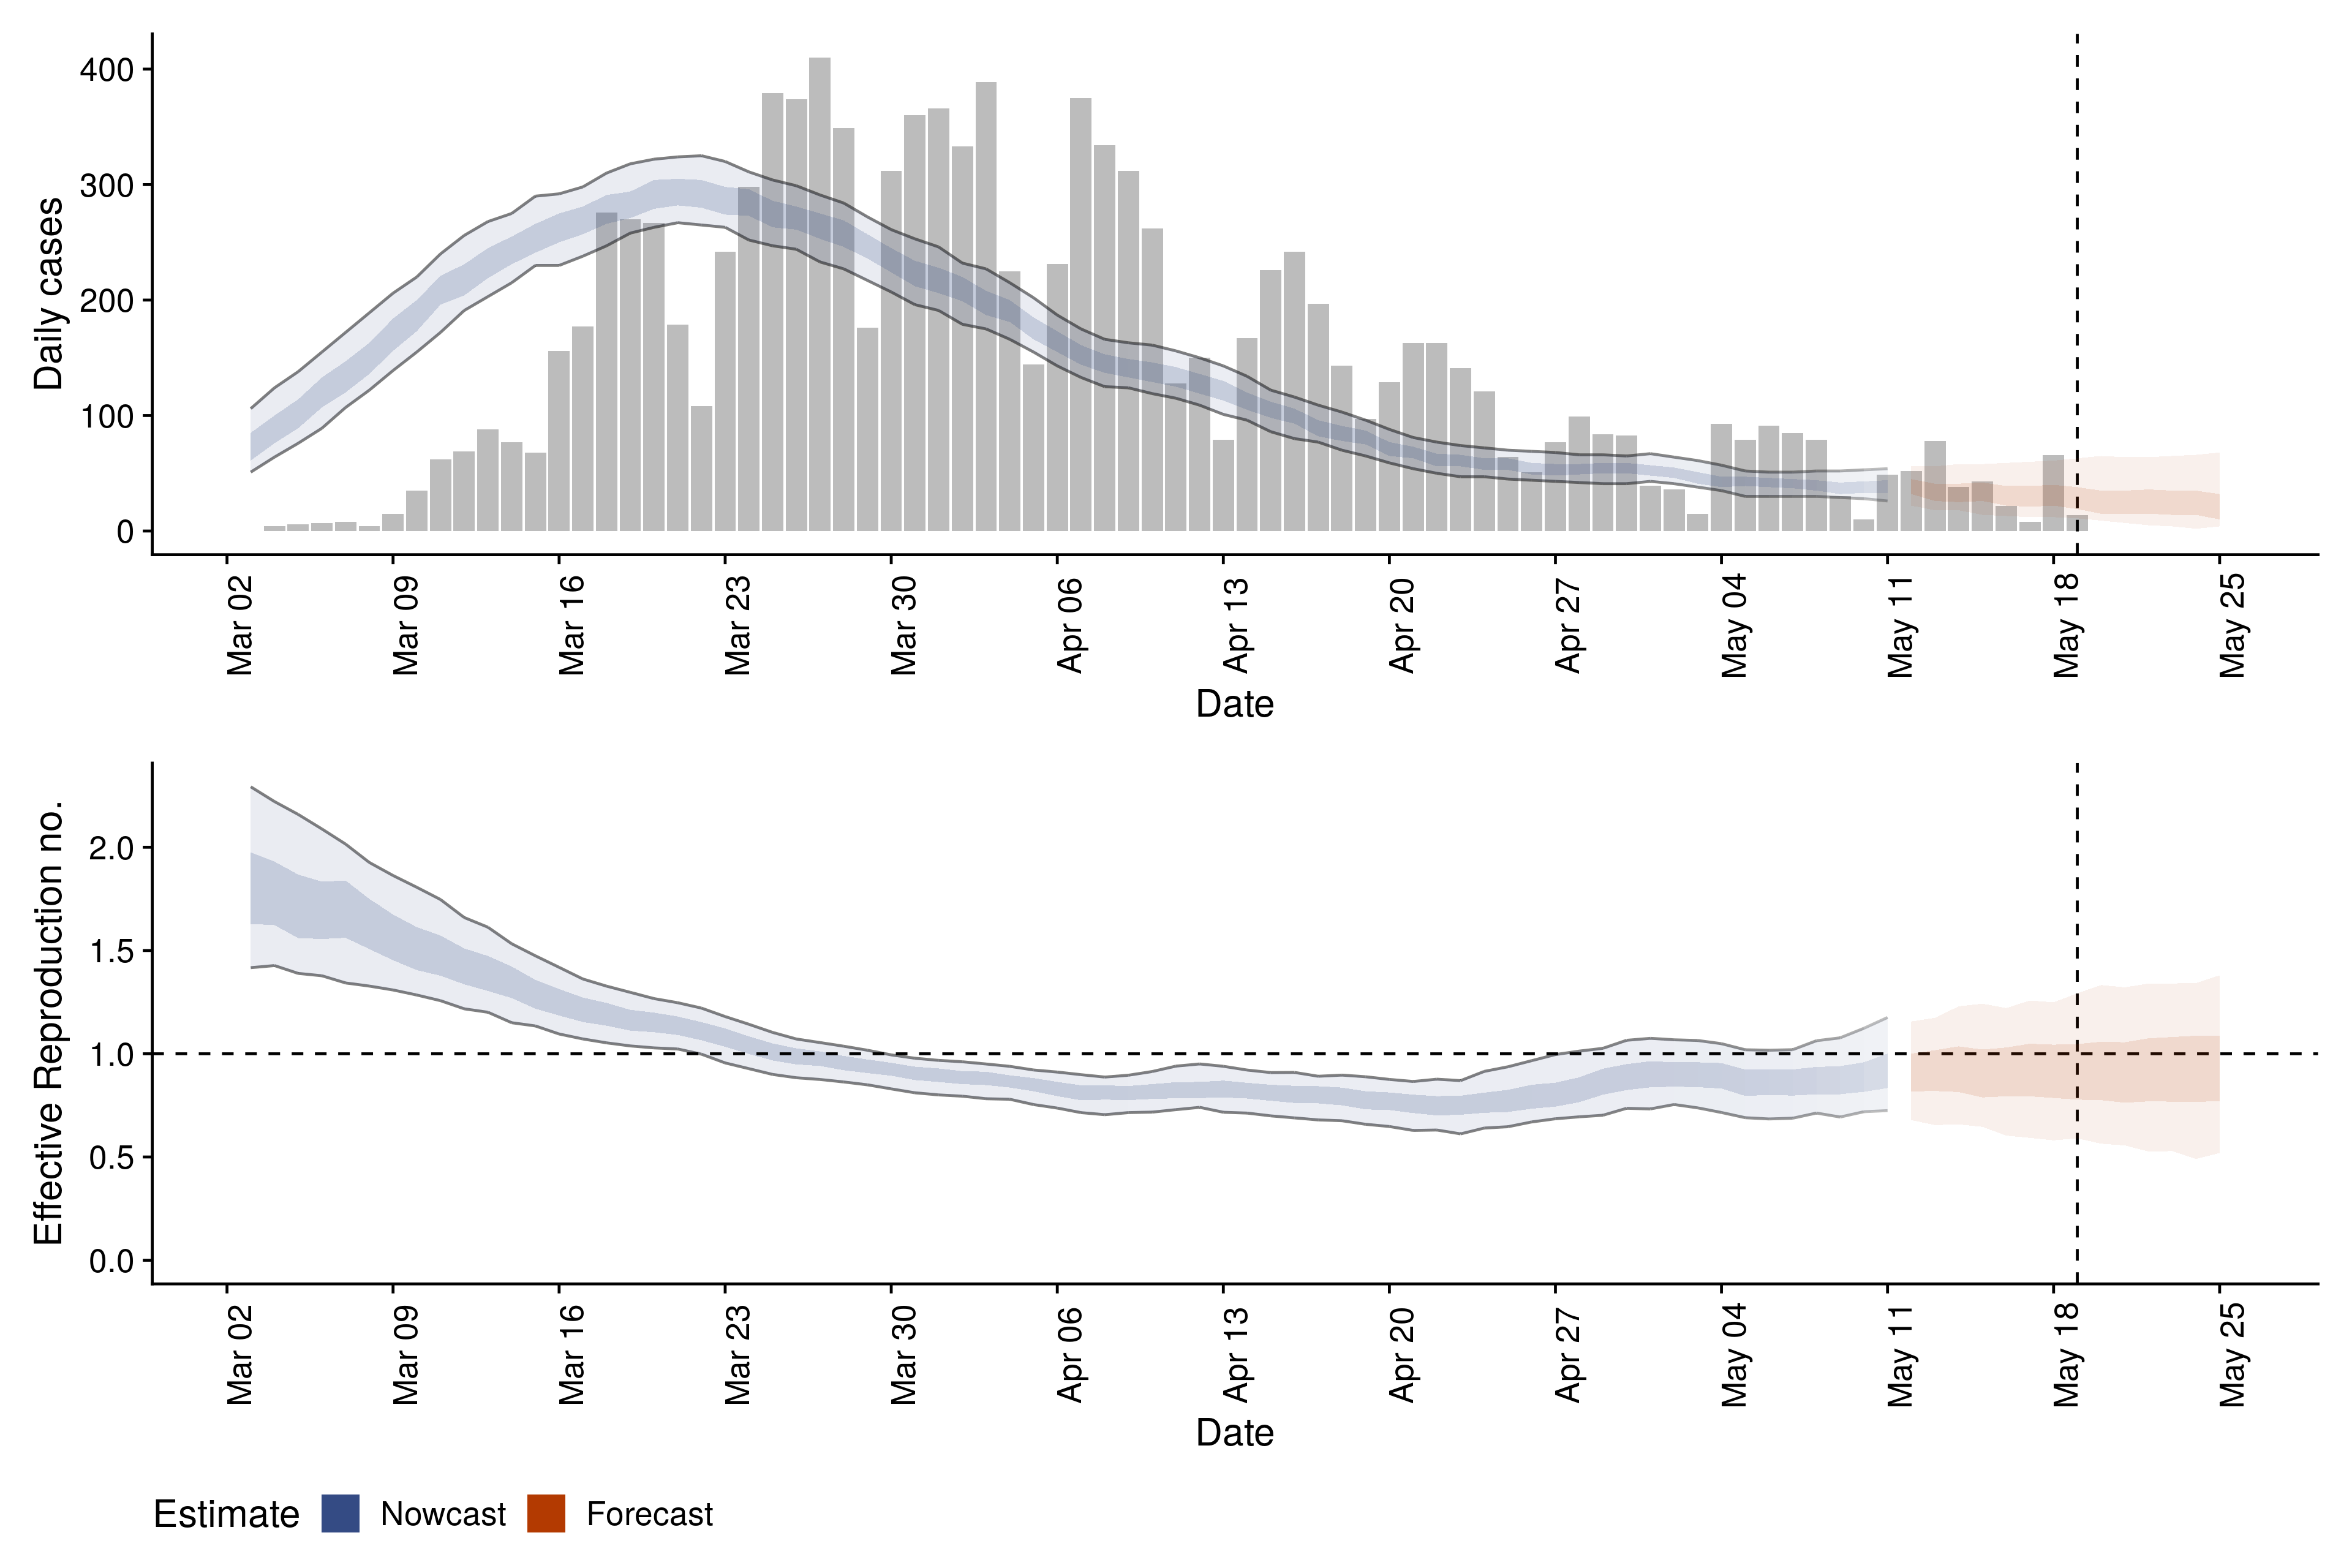 Daily cases
400
300
200
100
0
Mar 02
Mar 09
Mar 16
Mar 23
Mar 30
Apr 06
Apr 13
Apr 20
Apr 27
May 04
May 11
May 18
May 25
Date
Effective Reproduction no.
2.0
1.5
1.0
0.5
0.0
Mar 02
Mar 09
Mar 16
Mar 23
Mar 30
Apr 06
Apr 13
Apr 20
Apr 27
May 04
May 11
May 18
May 25
Date
Estimate Nowcast Forecast